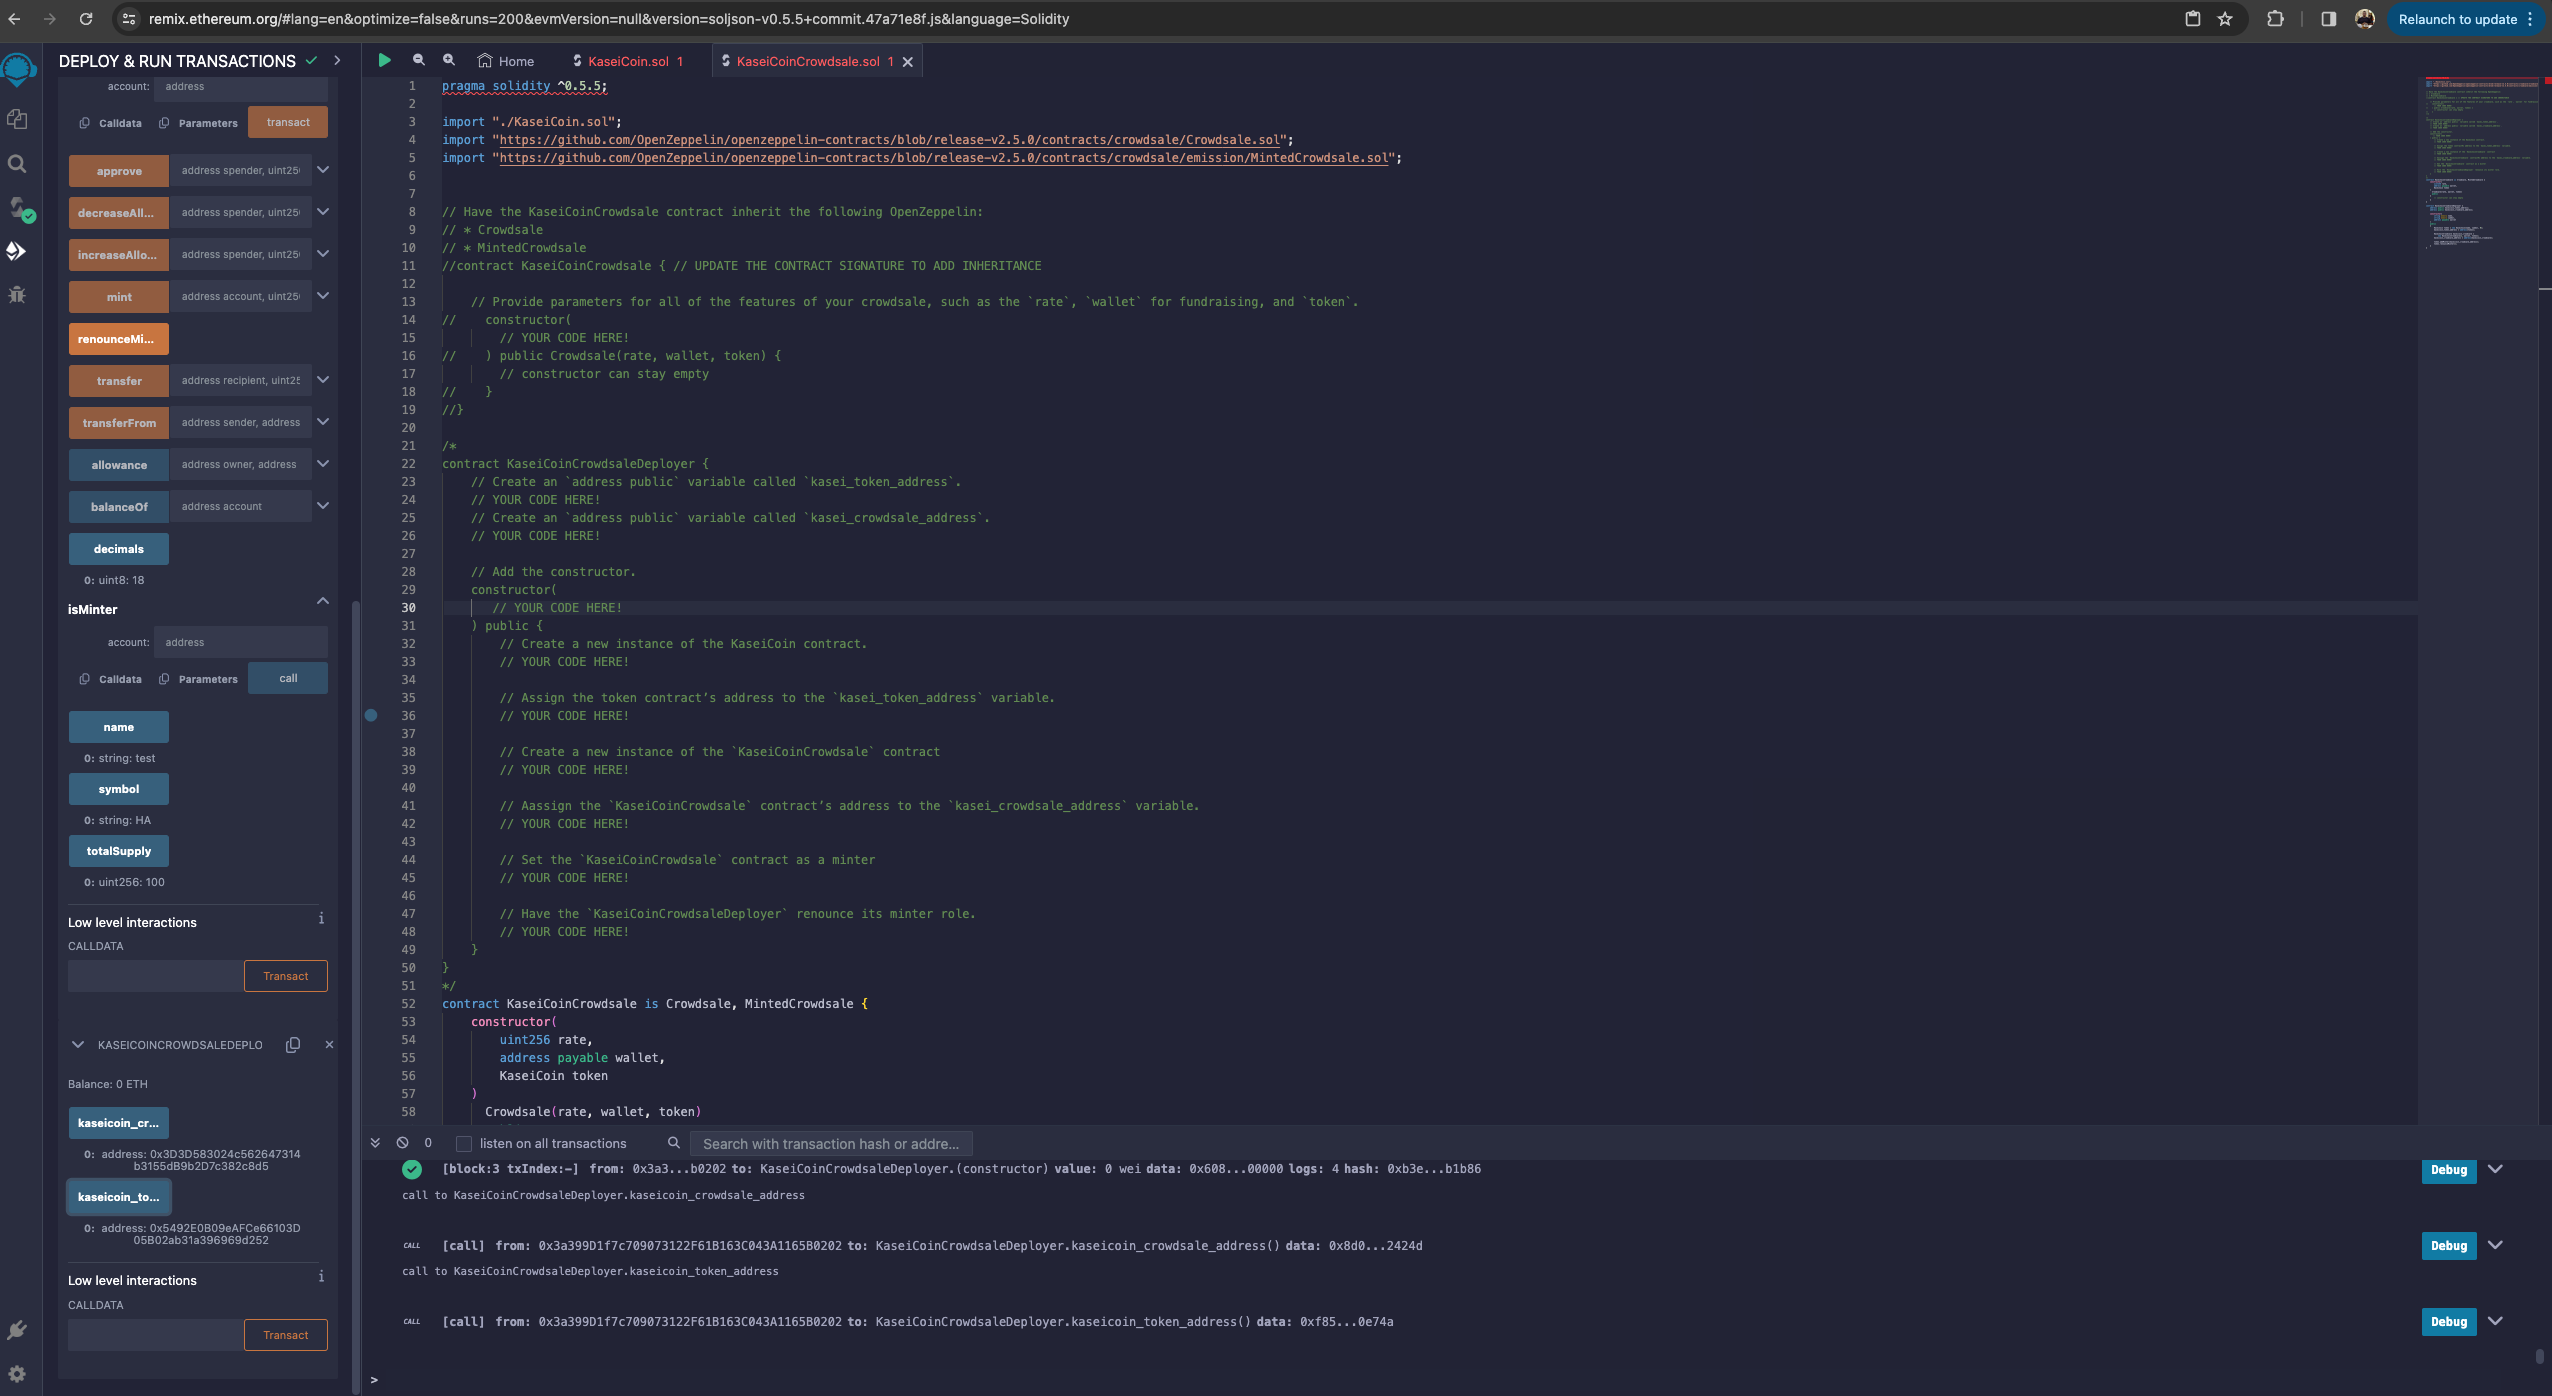 remix.ethereum.org/#lang=en&optimize=false&runs=200&evmVersion=null&version=soljson-v0.5.5+commit.47a71e8f.js&language=Solidity
Relaunch to update
DEPLOY & RUN TRANSACTIONS
account: address
Calldata Parameters transact
approve address spender, uint25
decreaseAll... address spender, uint25
increaseAllo... address spender, uint25
mint address account, uint25
renounceMi...
transfer address recipient, uint25
transferFrom address sender, address
allowance address owner, address
balanceOf address account
decimals
0: uint8: 18
isMinter
account: address
Calldata Parameters call
name
0: string: test
symbol
0: string: HA
totalSupply
0: uint256: 100
Low level interactions i
CALLDATA
Transact
KASEICOINCROWDSALEDEPLO
Balance: 0 ETH
kaseicoin_cr...
0: address: 0x3D3D583024c562647314
b3155dB9b2D7c382c8d5
kaseicoin_to...
0: address: 0x5492E0B09eAFCe66103D
05B02ab31a396969d252
Low level interactions i
CALLDATA
Transact
Home KaseiCoin.sol 1 KaseiCoinCrowdsale.sol 1
1 pragma solidity ^0.5.5;
2
3 import "./KaseiCoin.sol";
4 import "https://github.com/OpenZeppelin/openzeppelin-contracts/blob/release-v2.5.0/contracts/crowdsale/Crowdsale.sol";
5 import "https://github.com/OpenZeppelin/openzeppelin-contracts/blob/release-v2.5.0/contracts/crowdsale/emission/MintedCrowdsale.sol";
6
7
8 // Have the KaseiCoinCrowdsale contract inherit the following OpenZeppelin:
9 // * Crowdsale
10 // * MintedCrowdsale
11 //contract KaseiCoinCrowdsale { // UPDATE THE CONTRACT SIGNATURE TO ADD INHERITANCE
12
13 // Provide parameters for all of the features of your crowdsale, such as the `rate`, `wallet` for fundraising, and `token`.
14 // constructor(
15 // YOUR CODE HERE!
16 // ) public Crowdsale(rate, wallet, token) {
17 // constructor can stay empty
18 // }
19 //}
20
21 /*
22 contract KaseiCoinCrowdsaleDeployer {
23 // Create an `address public` variable called `kasei_token_address`.
24 // YOUR CODE HERE!
25 // Create an `address public` variable called `kasei_crowdsale_address`.
26 // YOUR CODE HERE!
27
28 // Add the constructor.
29 constructor(
30 // YOUR CODE HERE!
31 ) public {
32 // Create a new instance of the KaseiCoin contract.
33 // YOUR CODE HERE!
34
35 // Assign the token contract’s address to the `kasei_token_address` variable.
36 // YOUR CODE HERE!
37
38 // Create a new instance of the `KaseiCoinCrowdsale` contract
39 // YOUR CODE HERE!
40
41 // Aassign the `KaseiCoinCrowdsale` contract’s address to the `kasei_crowdsale_address` variable.
42 // YOUR CODE HERE!
43
44 // Set the `KaseiCoinCrowdsale` contract as a minter
45 // YOUR CODE HERE!
46
47 // Have the `KaseiCoinCrowdsaleDeployer` renounce its minter role.
48 // YOUR CODE HERE!
49 }
50 }
51 */
52 contract KaseiCoinCrowdsale is Crowdsale, MintedCrowdsale {
53 constructor(
54 uint256 rate,
55 address payable wallet,
56 KaseiCoin token
57 )
58 Crowdsale(rate, wallet, token)
0 listen on all transactions Search with transaction hash or addre...
[block:3 txIndex:-] from: 0x3a3...b0202 to: KaseiCoinCrowdsaleDeployer.(constructor) value: 0 wei data: 0x608...00000 logs: 4 hash: 0xb3e...b1b86 Debug
call to KaseiCoinCrowdsaleDeployer.kaseicoin_crowdsale_address
CALL [call] from: 0x3a399D1f7c709073122F61B163C043A1165B0202 to: KaseiCoinCrowdsaleDeployer.kaseicoin_crowdsale_address() data: 0x8d0...2424d Debug
call to KaseiCoinCrowdsaleDeployer.kaseicoin_token_address
CALL [call] from: 0x3a399D1f7c709073122F61B163C043A1165B0202 to: KaseiCoinCrowdsaleDeployer.kaseicoin_token_address() data: 0xf85...0e74a Debug
>